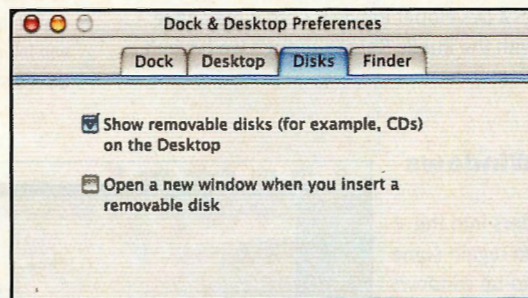 Dock & Desktop Preferences
Dock Desktop Disks Finder
Show removable disks (for example, CDs)
on the Desktop
Open a new window when you insert a
removable disk